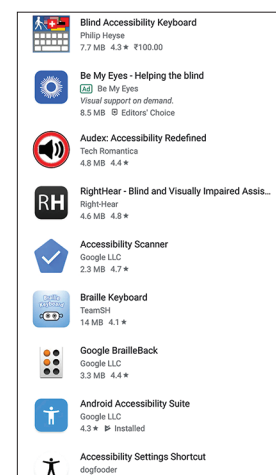 Blind Accessibility Keyboard
Philip Heyse
7.7 MB 4.3 ★ ₹100.00
Be My Eyes - Helping the blind
Ad Be My Eyes
Visual support on demand.
8.5 MB Editors' Choice
Audex: Accessibility Redefined
Tech Romantica
4.8 MB 4.4 ★
RH
RightHear - Blind and Visually Impaired Assis...
Right-Hear
4.6 MB 4.8 ★
Accessibility Scanner
Google LLC
2.3 MB 4.7 ★
Braille Keyboard
Braille Keyboard
TeamSH
14 MB 4.1 ★
Google BrailleBack
Google LLC
3.3 MB 4.4 ★
Android Accessibility Suite
Google LLC
4.3 ★ Installed
Accessibility Settings Shortcut
dogfooder